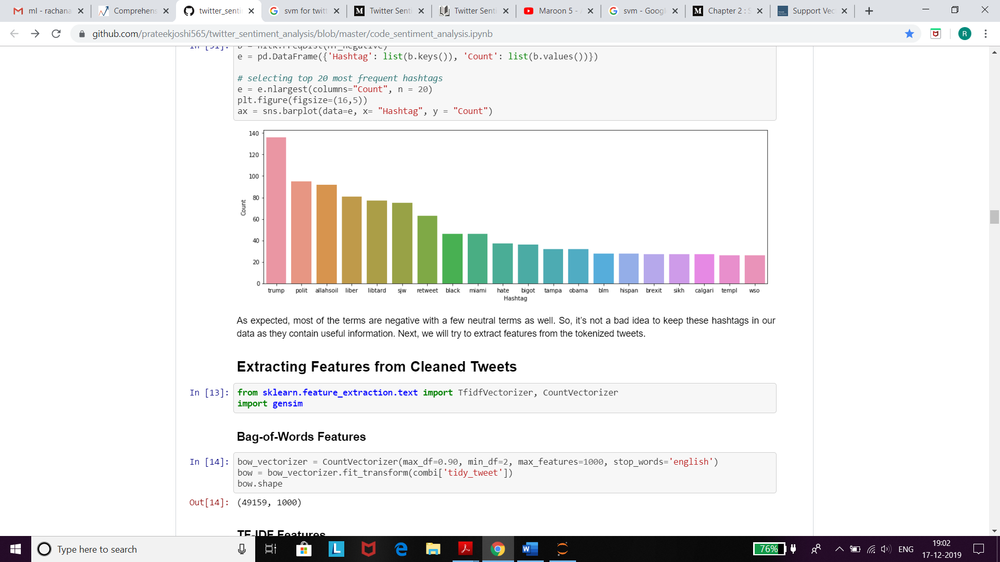 ml - rachana
Comprehens
twitter_senti
svm for twit
Twitter Senti
Twitter Senti
Maroon 5 -
svm - Googl
Chapter 2 : S
Support Vec
github.com/prateekjoshi565/twitter_sentiment_analysis/blob/master/code_sentiment_analysis.ipynb
R
e = pd.DataFrame({'Hashtag': list(b.keys()), 'Count': list(b.values())})
# selecting top 20 most frequent hashtags
e = e.nlargest(columns="Count", n = 20)
plt.figure(figsize=(16,5))
ax = sns.barplot(data=e, x= "Hashtag", y = "Count")
140
120
100
80
60
40
20
0
Count
trump polit allahsoil liber libtard sjw retweet black miami hate bigot tampa obama blm hispan brexit sikh calgari templ wso
Hashtag
As expected, most of the terms are negative with a few neutral terms as well. So, it's not a bad idea to keep these hashtags in our
data as they contain useful information. Next, we will try to extract features from the tokenized tweets.
Extracting Features from Cleaned Tweets
In [13]: from sklearn.feature_extraction.text import TfidfVectorizer, CountVectorizer
import gensim
Bag-of-Words Features
In [14]: bow_vectorizer = CountVectorizer(max_df=0.90, min_df=2, max_features=1000, stop_words='english')
bow = bow_vectorizer.fit_transform(combi['tidy_tweet'])
bow.shape
Out[14]: (49159, 1000)
TF-IDF Features
Type here to search
76%
ENG
19:02
17-12-2019